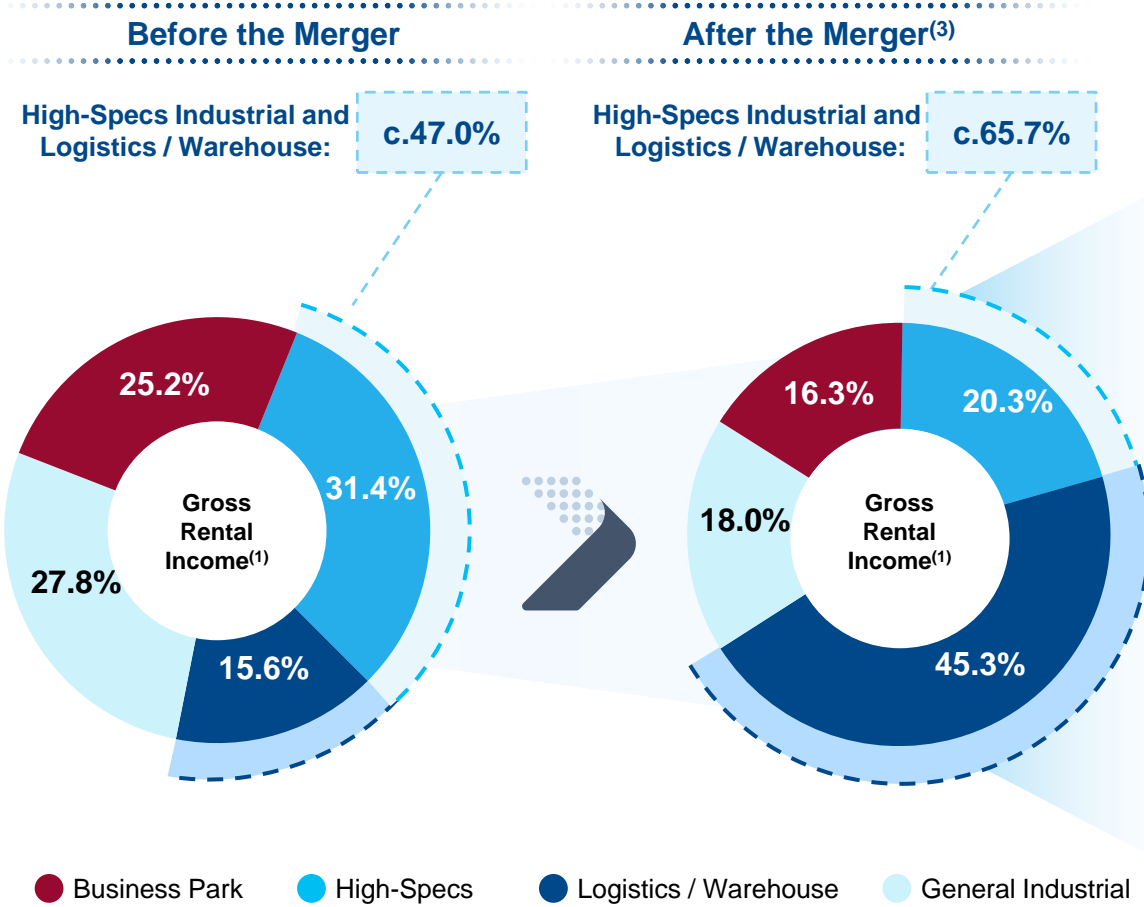 Before the Merger
After the Merger(3)
High-Specs Industrial and
Logistics / Warehouse:
c.47.0%
High-Specs Industrial and
Logistics / Warehouse:
c.65.7%
25.2%
31.4%
27.8%
15.6%
Gross
Rental
Income(1)
16.3%
20.3%
18.0%
45.3%
Gross
Rental
Income(1)
Business Park
High-Specs
Logistics / Warehouse
General Industrial